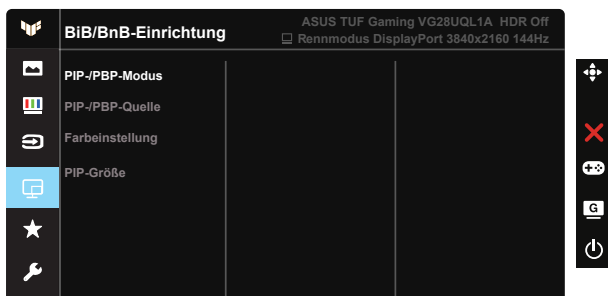 BiB/BnB-Einrichtung
ASUS TUF Gaming VG28UQL1A HDR Off
Rennmodus DisplayPort 3840x2160 144Hz
PIP-/PBP-Modus
PIP-/PBP-Quelle
Farbeinstellung
PIP-Größe
G